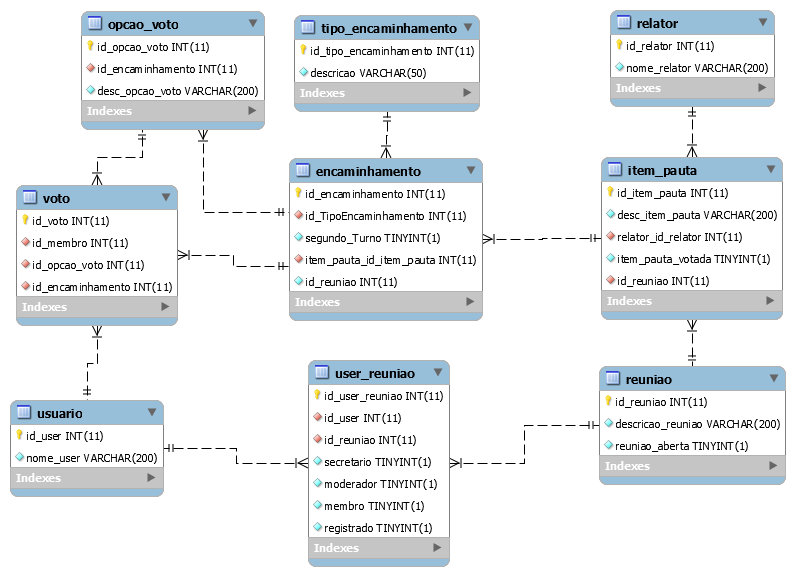 opcao_voto
id_opcao_voto INT(11)
id_encaminhamento INT(11)
desc_opcao_voto VARCHAR(200)
Indexes
tipo_encaminhamento
id_tipo_encaminhamento INT(11)
descricao VARCHAR(50)
Indexes
relator
id_relator INT(11)
nome_relator VARCHAR(200)
Indexes
voto
id_voto INT(11)
id_membro INT(11)
id_opcao_voto INT(11)
id_encaminhamento INT(11)
Indexes
encaminhamento
id_encaminhamento INT(11)
id_TipoEncaminhamento INT(11)
segundo_Turno TINYINT(1)
item_pauta_id_item_pauta INT(11)
id_reuniao INT(11)
Indexes
item_pauta
id_item_pauta INT(11)
desc_item_pauta VARCHAR(200)
relator_id_relator INT(11)
item_pauta_votada TINYINT(1)
id_reuniao INT(11)
Indexes
usuario
id_user INT(11)
nome_user VARCHAR(200)
Indexes
user_reuniao
id_user_reuniao INT(11)
id_user INT(11)
id_reuniao INT(11)
secretario TINYINT(1)
moderador TINYINT(1)
membro TINYINT(1)
registrado TINYINT(1)
Indexes
reuniao
id_reuniao INT(11)
descricao_reuniao VARCHAR(200)
reuniao_aberta TINYINT(1)
Indexes